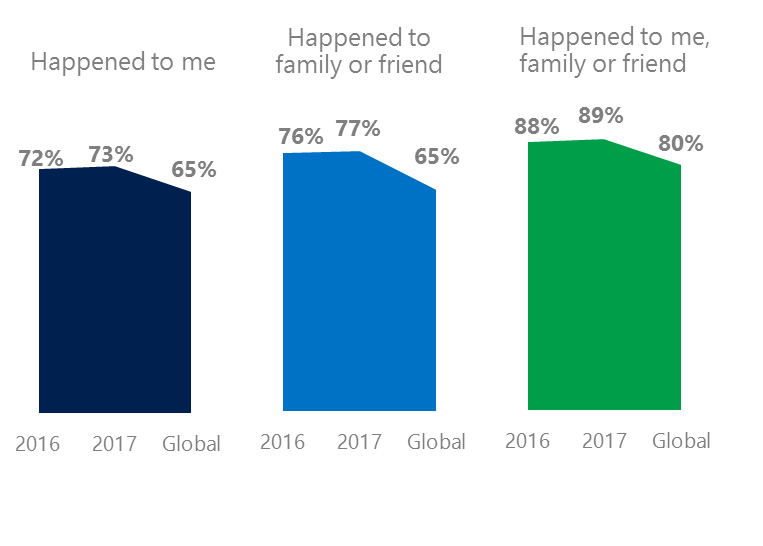 Happened to me
72%
73%
65%
2016
2017
Global
Happened to
family or friend
76%
77%
65%
2016
2017
Global
Happened to me,
family or friend
88%
89%
80%
2016
2017
Global